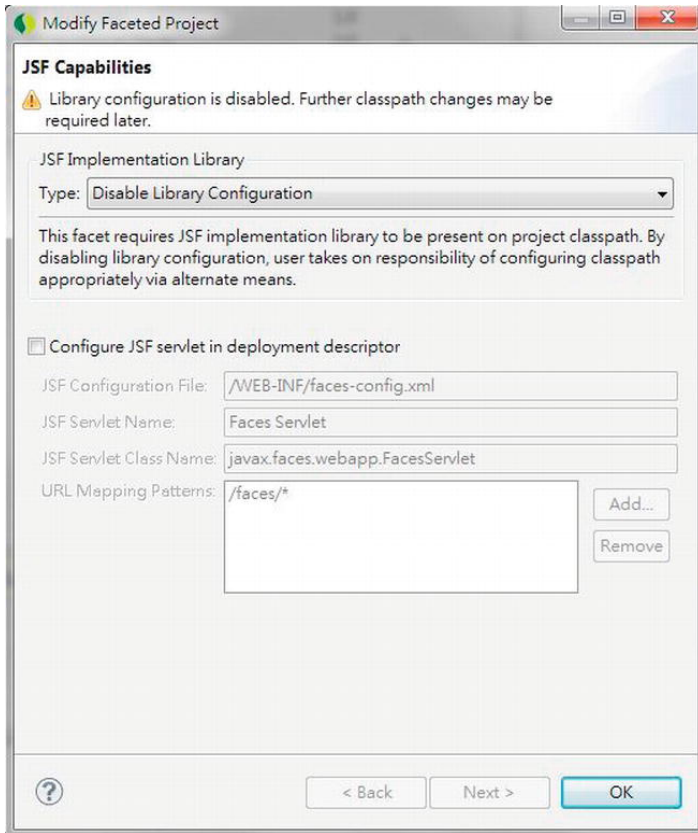 Modify Faceted Project
JSF Capabilities
Library configuration is disabled. Further classpath changes may be
required later.
JSF Implementation Library
Type: Disable Library Configuration
This facet requires JSF implementation library to be present on project classpath. By
disabling library configuration, user takes on responsibility of configuring classpath
appropriately via alternate means.
Configure JSF servlet in deployment descriptor
JSF Configuration File: /WEB-INF/faces-config.xml
JSF Servlet Name: Faces Servlet
JSF Servlet Class Name: javax.faces.webapp.FacesServlet
URL Mapping Patterns: /faces/*
Add...
Remove
< Back Next > OK